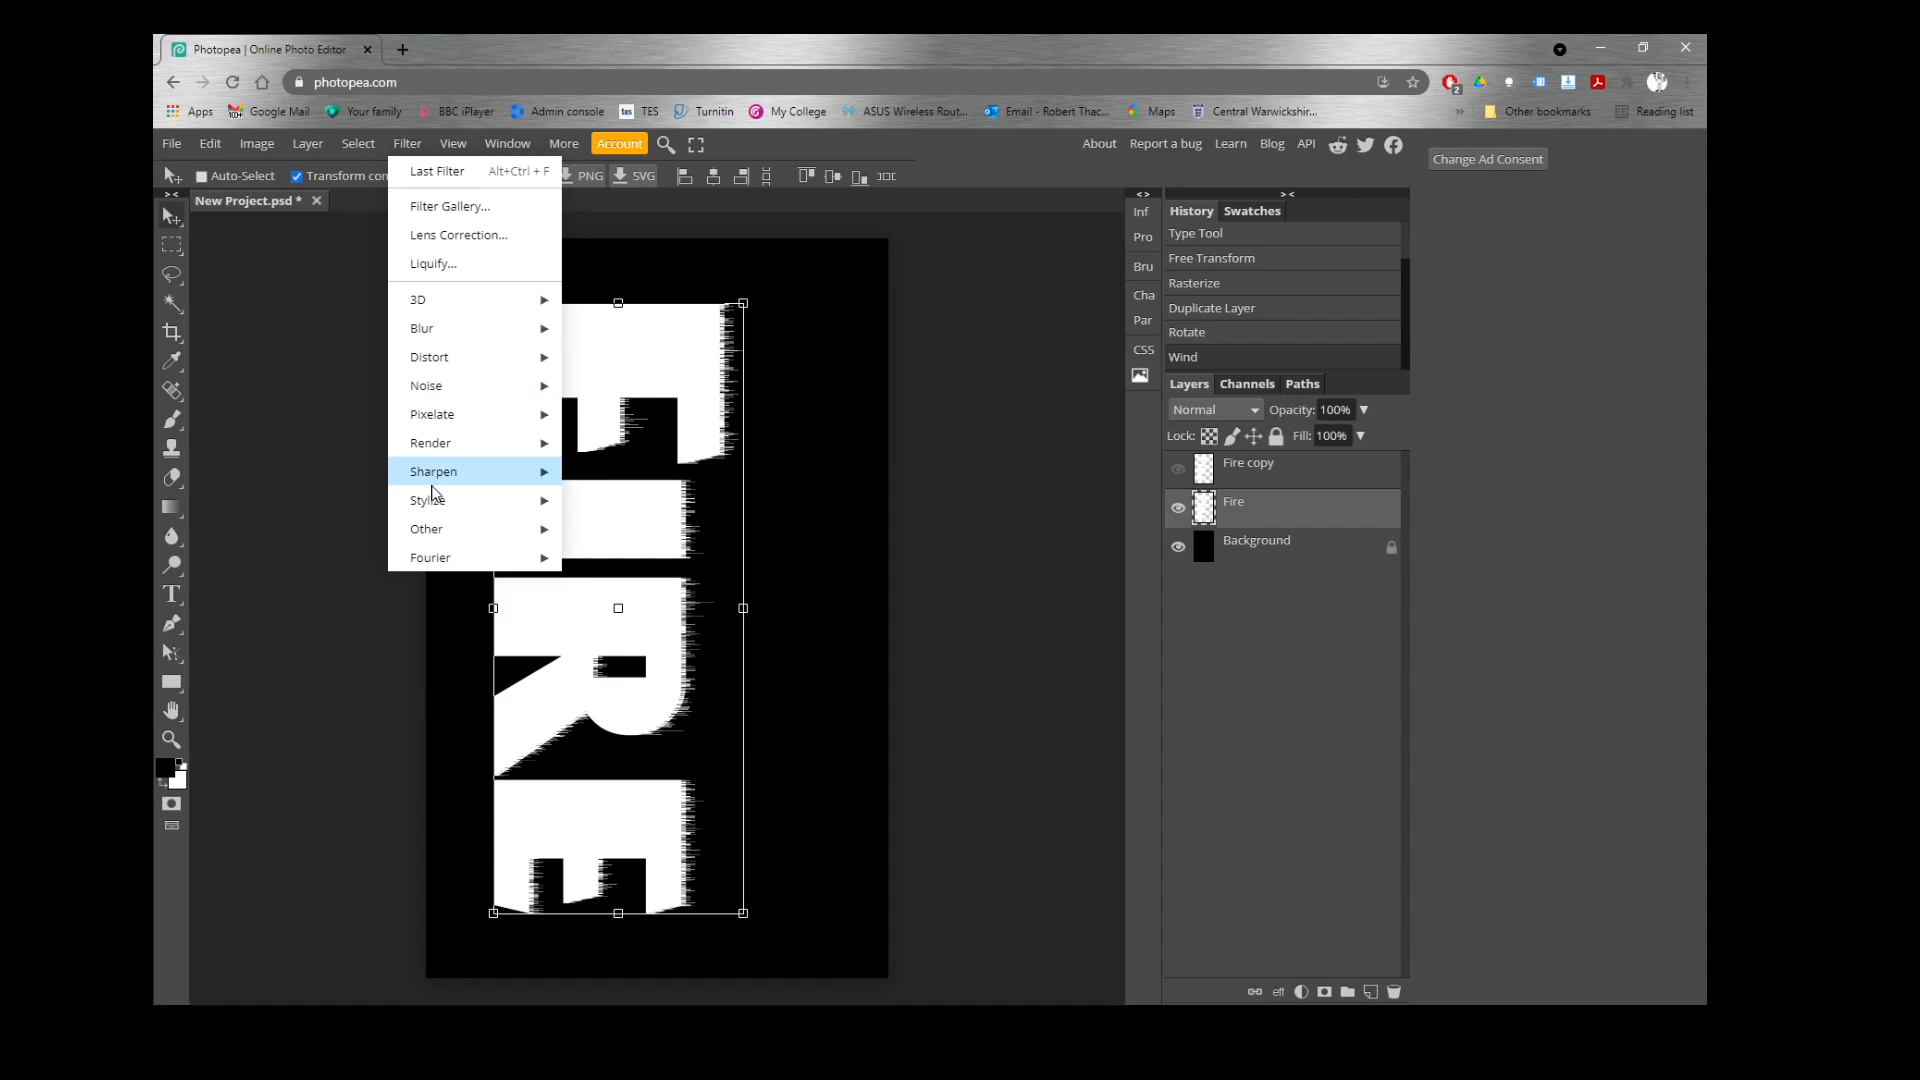 Photopea | Online Photo Editor
photopea.com
Apps Google Mail Your family BBC iPlayer Admin console tes TES Turnitin My College ASUS Wireless Rout... Email - Robert Thac... Maps Central Warwickshir... » Other bookmarks Reading list
File Edit Image Layer Select Filter View Window More Account About Report a bug Learn Blog API
Change Ad Consent
Auto-Select Transform con PNG SVG
Last Filter Alt+Ctrl + F
New Project.psd *
Filter Gallery...
Lens Correction...
Liquify...
3D
Blur
Distort
Noise
Pixelate
Render
Sharpen
Stylize
Other
Fourier
FIRE
Inf
Pro
Bru
Cha
Par
CSS
History Swatches
Type Tool
Free Transform
Rasterize
Duplicate Layer
Rotate
Wind
Layers Channels Paths
Normal Opacity: 100%
Lock: Fill: 100%
Fire copy
Fire
Background
eff